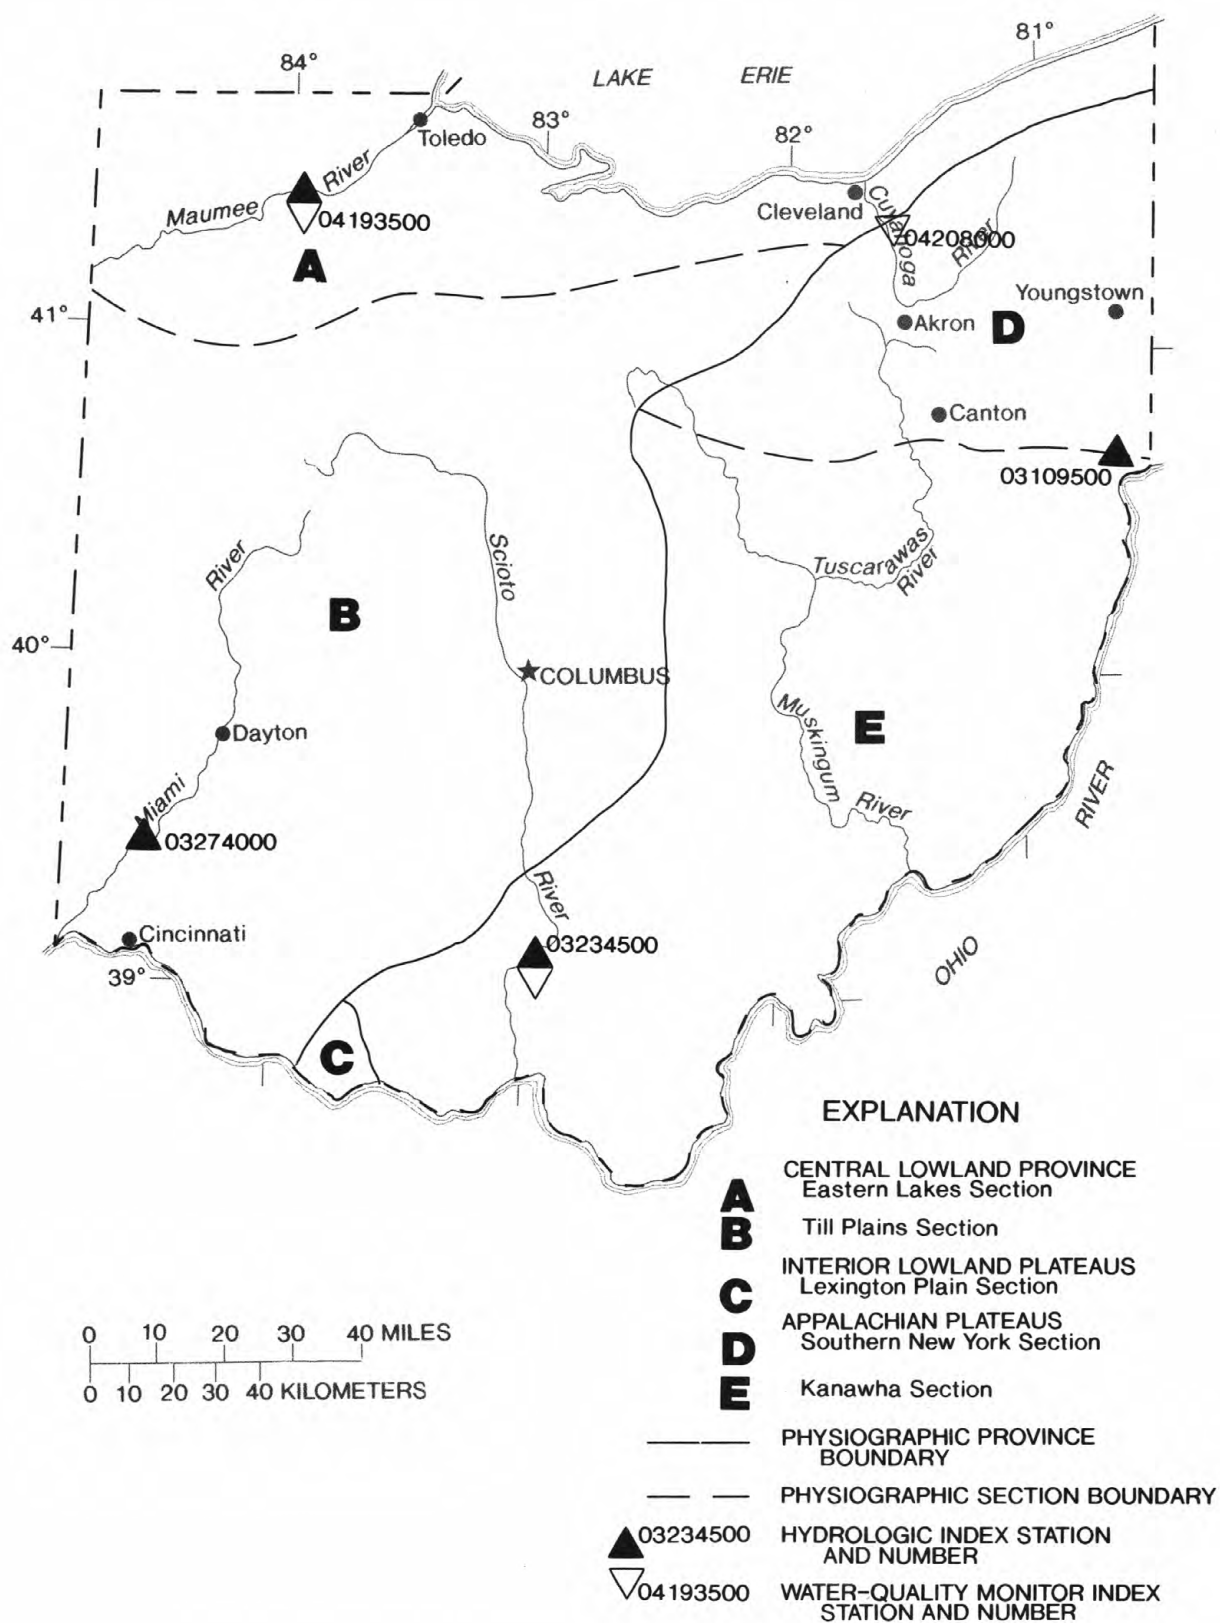 81°
84°
LAKE ERIE
83°
82°
Toledo
Maumee River
04193500
Cleveland
Cuyahoga River
04208000
A
41°
Youngstown
Akron
D
Canton
03109500
Scioto
River
Tuscarawas
River
B
40°
COLUMBUS
Muskingum
E
Dayton
RIVER
River
Miami
03274000
River
Cincinnati
03234500
OHIO
39°
C
EXPLANATION
CENTRAL LOWLAND PROVINCE
A Eastern Lakes Section
B Till Plains Section
INTERIOR LOWLAND PLATEAUS
C Lexington Plain Section
APPALACHIAN PLATEAUS
D Southern New York Section
E Kanawha Section
0 10 20 30 40 MILES
0 10 20 30 40 KILOMETERS
PHYSIOGRAPHIC PROVINCE
BOUNDARY
PHYSIOGRAPHIC SECTION BOUNDARY
03234500 HYDROLOGIC INDEX STATION
AND NUMBER
04193500 WATER-QUALITY MONITOR INDEX
STATION AND NUMBER